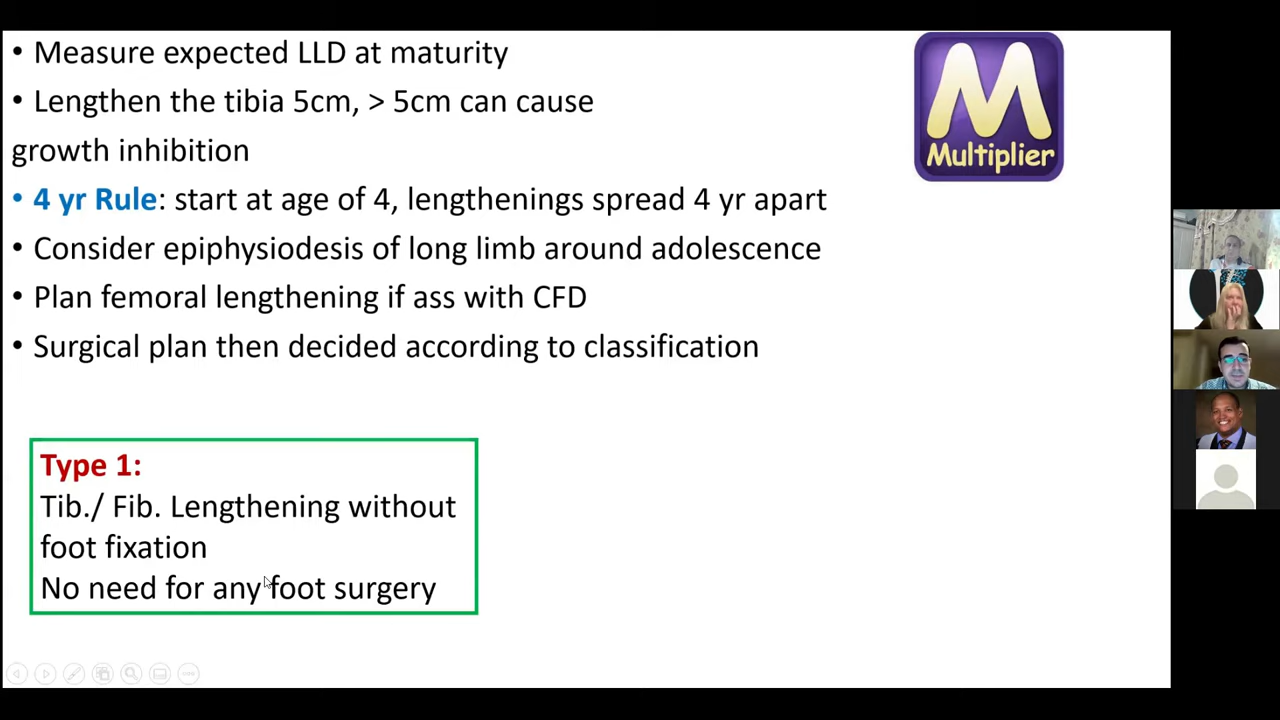 • Measure expected LLD at maturity
• Lengthen the tibia 5cm, > 5cm can cause
growth inhibition
• 4 yr Rule: start at age of 4, lengthenings spread 4 yr apart
• Consider epiphysiodesis of long limb around adolescence
• Plan femoral lengthening if ass with CFD
• Surgical plan then decided according to classification
M
Multiplier
Type 1:
Tib./ Fib. Lengthening without
foot fixation
No need for any foot surgery